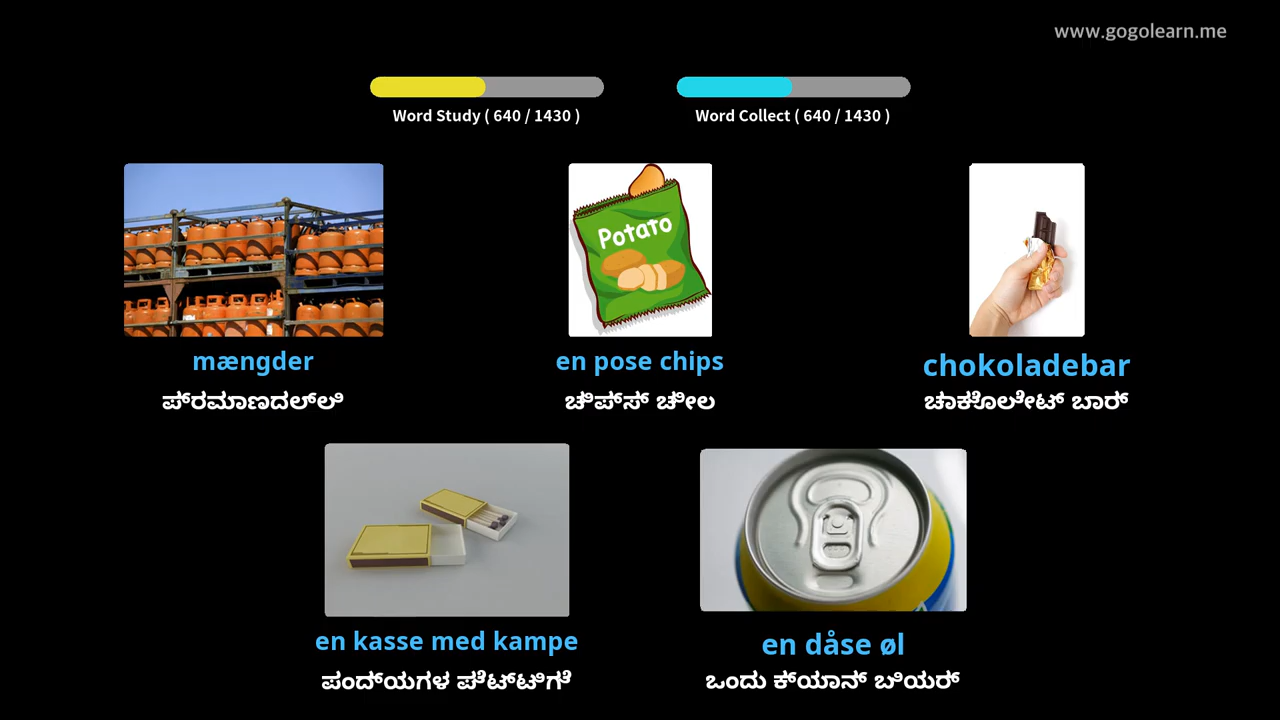 www.gogolearn.me
Word Study ( 640 / 1430 )
Word Collect ( 640 / 1430 )
Potato
mængder
ಪ್ರಮಾಣದಲ್ಲಿ
en pose chips
ಚಿಪ್ಸ್ ಚೀಲ
chokoladebar
ಚಾಕೊಲೇಟ್ ಬಾರ್
en kasse med kampe
ಪಂದ್ಯಗಳ ಪೆಟ್ಟಿಗೆ
en dåse øl
ಒಂದು ಕ್ಯಾನ್ ಬಿಯರ್